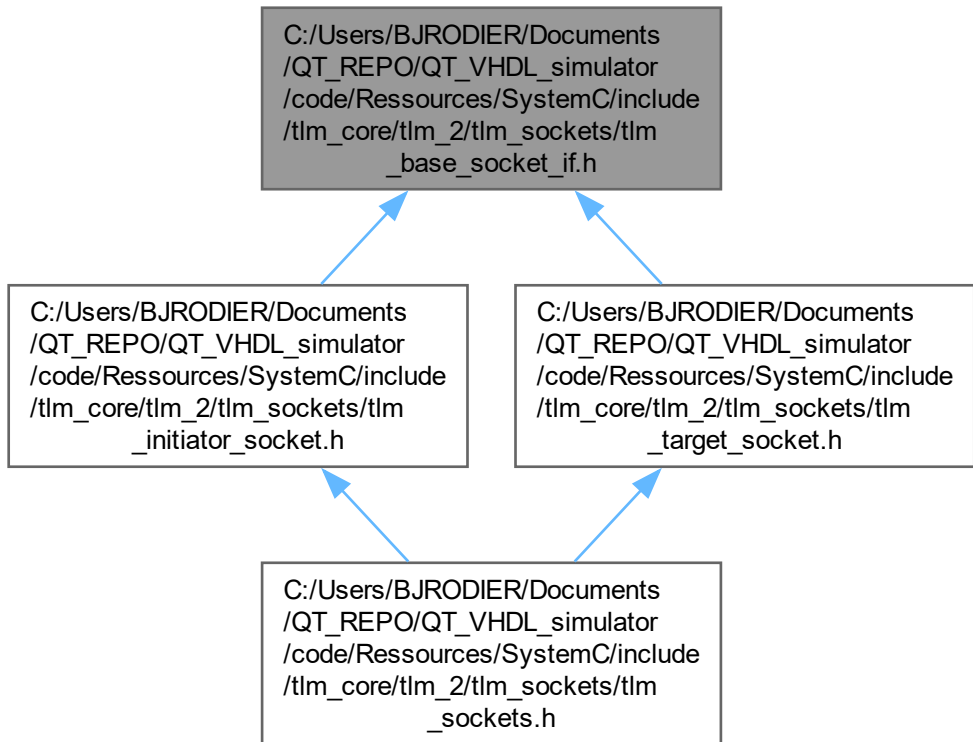 C:/Users/BJRODIER/Documents
/QT_REPO/QT_VHDL_simulator
/code/Ressources/SystemC/include
/tlm_core/tlm_2/tlm_sockets/tlm
_base_socket_if.h
C:/Users/BJRODIER/Documents
/QT_REPO/QT_VHDL_simulator
/code/Ressources/SystemC/include
/tlm_core/tlm_2/tlm_sockets/tlm
_initiator_socket.h
C:/Users/BJRODIER/Documents
/QT_REPO/QT_VHDL_simulator
/code/Ressources/SystemC/include
/tlm_core/tlm_2/tlm_sockets/tlm
_target_socket.h
C:/Users/BJRODIER/Documents
/QT_REPO/QT_VHDL_simulator
/code/Ressources/SystemC/include
/tlm_core/tlm_2/tlm_sockets/tlm
_sockets.h